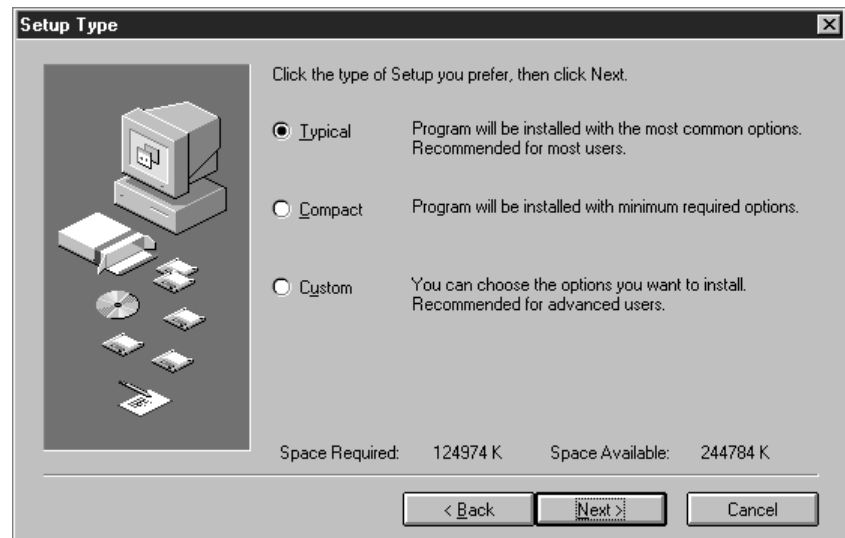 Setup Type
Click the type of Setup you prefer, then click Next.
Typical Program will be installed with the most common options.
Recommended for most users.
Compact Program will be installed with minimum required options.
Custom You can choose the options you want to install.
Recommended for advanced users.
Space Required: 124974 K Space Available: 244784 K
< Back Next > Cancel